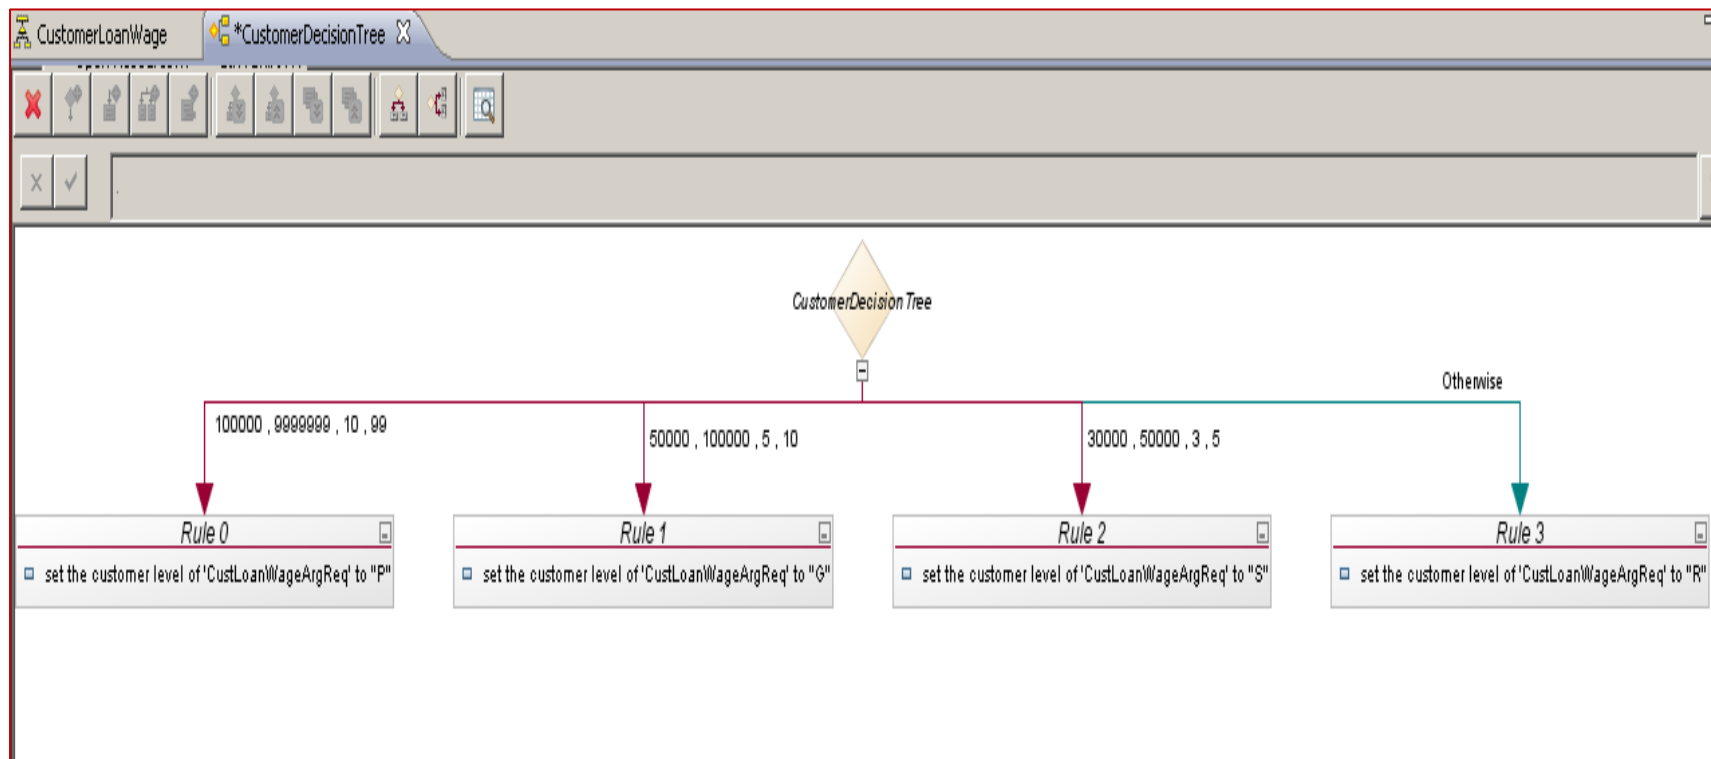 CustomerLoanWage
*CustomerDecisionTree
CustomerDecisionTree
Otherwise
100000 , 9999999 , 10 , 99
50000 , 100000 , 5 , 10
30000 , 50000 , 3 , 5
Rule 0
set the customer level of 'CustLoanWageArgReq' to "P"
Rule 1
set the customer level of 'CustLoanWageArgReq' to "G"
Rule 2
set the customer level of 'CustLoanWageArgReq' to "S"
Rule 3
set the customer level of 'CustLoanWageArgReq' to "R"